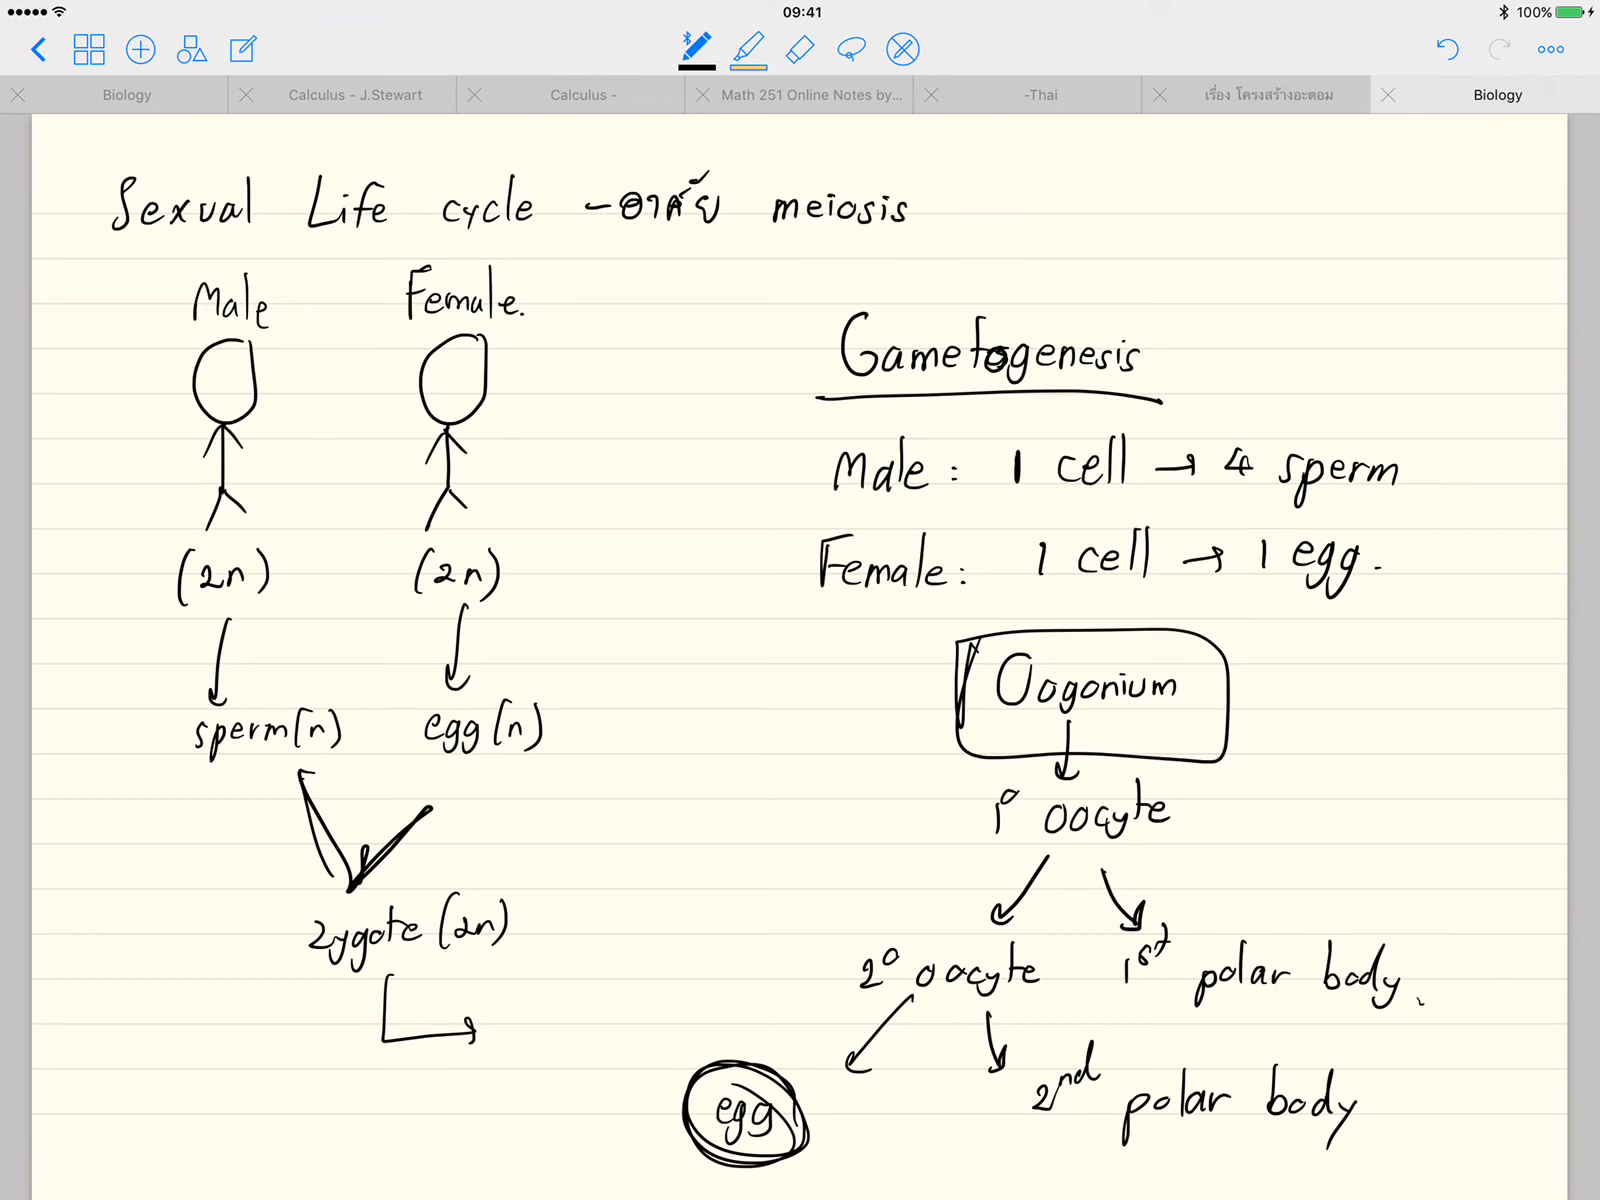 09:41
100%
Biology
Calculus - J.Stewart
Calculus -
Math 251 Online Notes by...
-Thai
เรื่อง โครงสร้างอะตอม
Biology
Sexual Life cycle - อาศัย meiosis
Male
Female.
(2n)
(2n)
sperm (n)
egg (n)
Zygote (2n)
Gametogenesis
Male : 1 cell → 4 sperm
Female : 1 cell → 1 egg.
Oogonium
1° oocyte
2° oocyte
1st polar body.
egg
2nd polar body